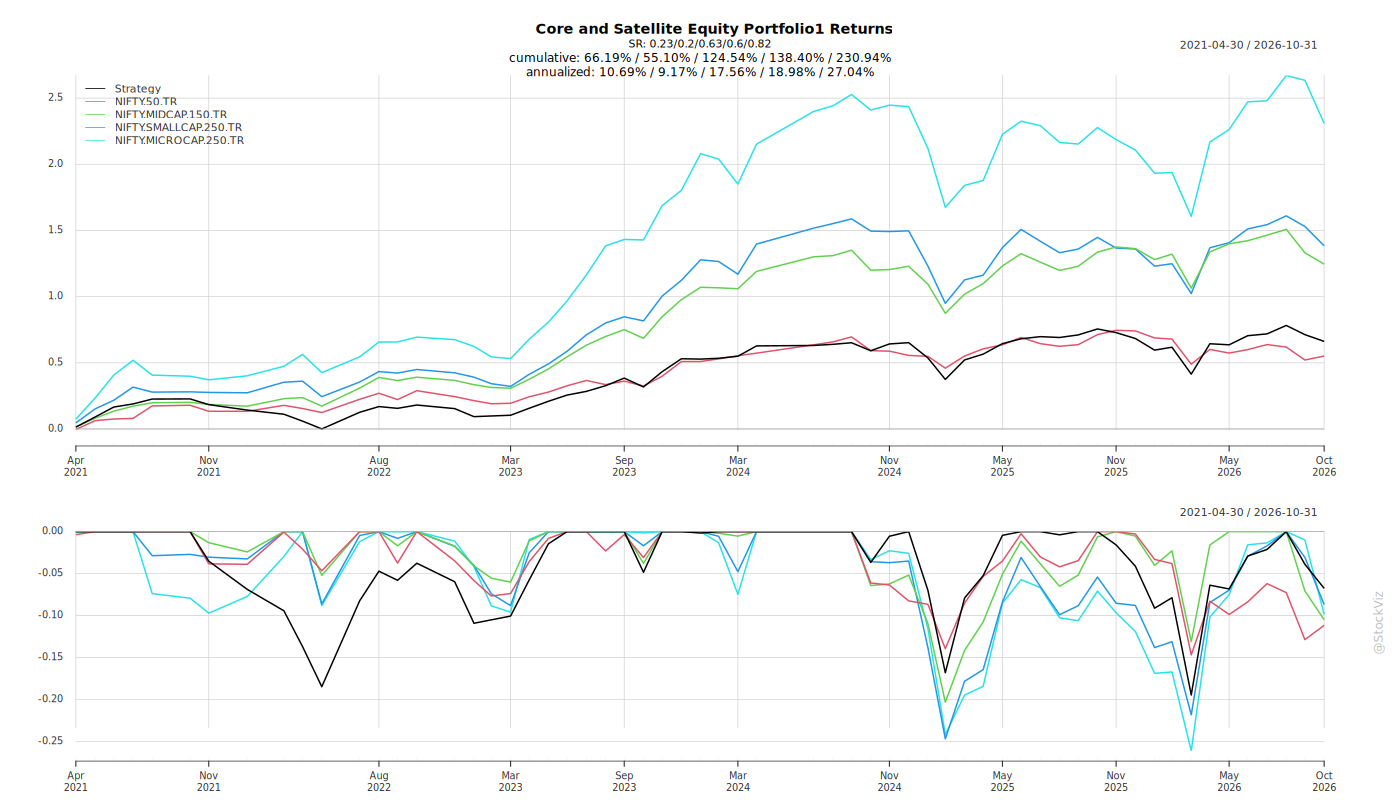 Core and Satellite Equity Portfolio1 Returns
SR: 0.23/0.2/0.63/0.6/0.82
cumulative: 66.19% / 55.10% / 124.54% / 138.40% / 230.94%
annualized: 10.69% / 9.17% / 17.56% / 18.98% / 27.04%
2021-04-30 / 2026-10-31
Strategy
NIFTY.50.TR
NIFTY.MIDCAP.150.TR
NIFTY.SMALLCAP.250.TR
NIFTY.MICROCAP.250.TR
2.5
2.0
1.5
1.0
0.5
0.0
Apr Nov Aug Mar Sep Mar Nov May Nov May Oct
2021 2021 2022 2023 2023 2024 2024 2025 2025 2026 2026
2021-04-30 / 2026-10-31
0.00
-0.05
-0.10
-0.15
-0.20
-0.25
Apr Nov Aug Mar Sep Mar Nov May Nov May Oct
2021 2021 2022 2023 2023 2024 2024 2025 2025 2026 2026
@StockViz